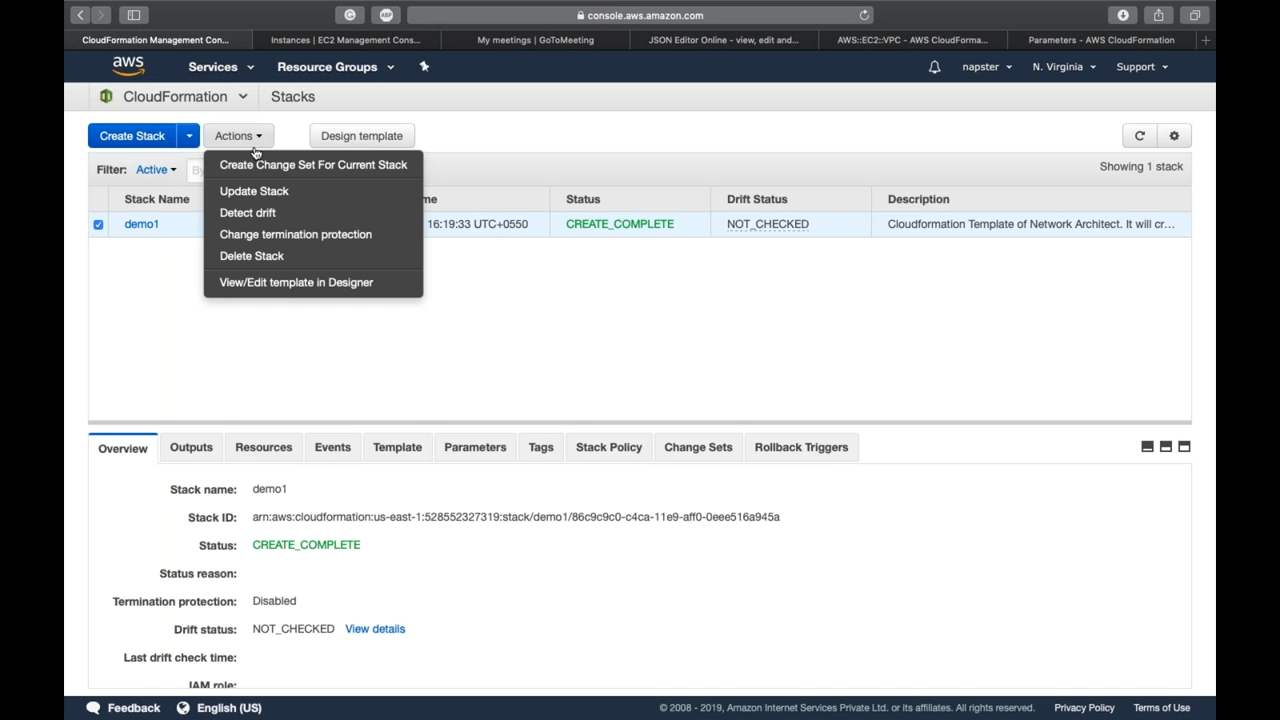 console.aws.amazon.com
CloudFormation Management Con... Instances | EC2 Management Cons... My meetings | GoToMeeting JSON Editor Online - view, edit and... AWS::EC2::VPC - AWS CloudForma... Parameters - AWS CloudFormation
aws Services Resource Groups napster N. Virginia Support
CloudFormation Stacks
Create Stack Actions Design template
Filter: Active By Showing 1 stack
Create Change Set For Current Stack
Update Stack
Detect drift
Change termination protection
Delete Stack
View/Edit template in Designer
Stack Name me Status Drift Status Description
demo1 16:19:33 UTC+0550 CREATE_COMPLETE NOT_CHECKED Cloudformation Template of Network Architect. It will cr...
Overview Outputs Resources Events Template Parameters Tags Stack Policy Change Sets Rollback Triggers
Stack name: demo1
Stack ID: arn:aws:cloudformation:us-east-1:528552327319:stack/demo1/86c9c9c0-c4ca-11e9-aff0-0eee516a945a
Status: CREATE_COMPLETE
Status reason:
Termination protection: Disabled
Drift status: NOT_CHECKED View details
Last drift check time:
IAM role:
Feedback English (US) © 2008 - 2019, Amazon Internet Services Private Ltd. or its affiliates. All rights reserved. Privacy Policy Terms of Use